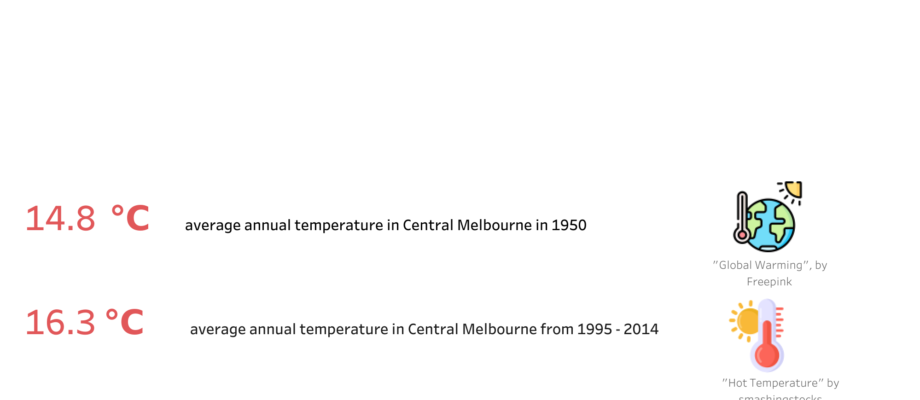 14.8 °C average annual temperature in Central Melbourne in 1950
"Global Warming", by
Freepink
16.3 °C average annual temperature in Central Melbourne from 1995 - 2014
"Hot Temperature" by
smashingstocks